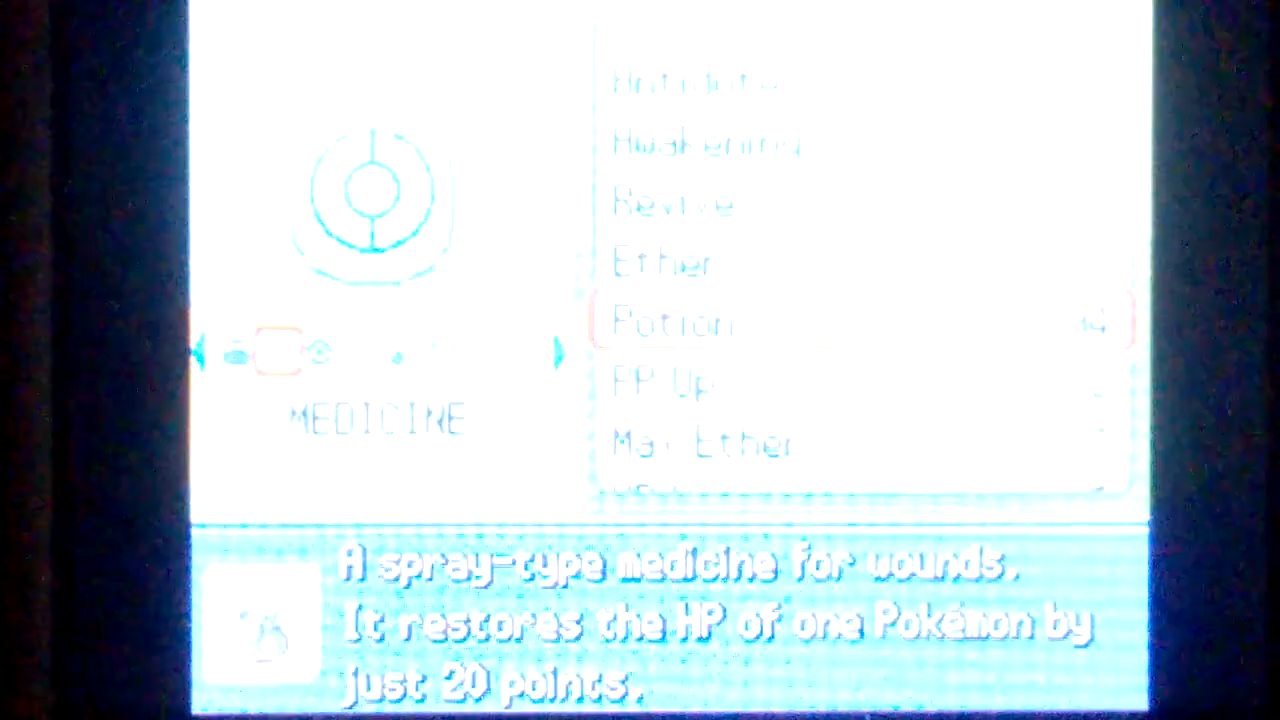 Antidote
Awakening
Revive
Ether
Potion
PP Up
Max Ether
MEDICINE
A spray-type medicine for wounds.
It restores the HP of one Pokémon by
just 20 points.